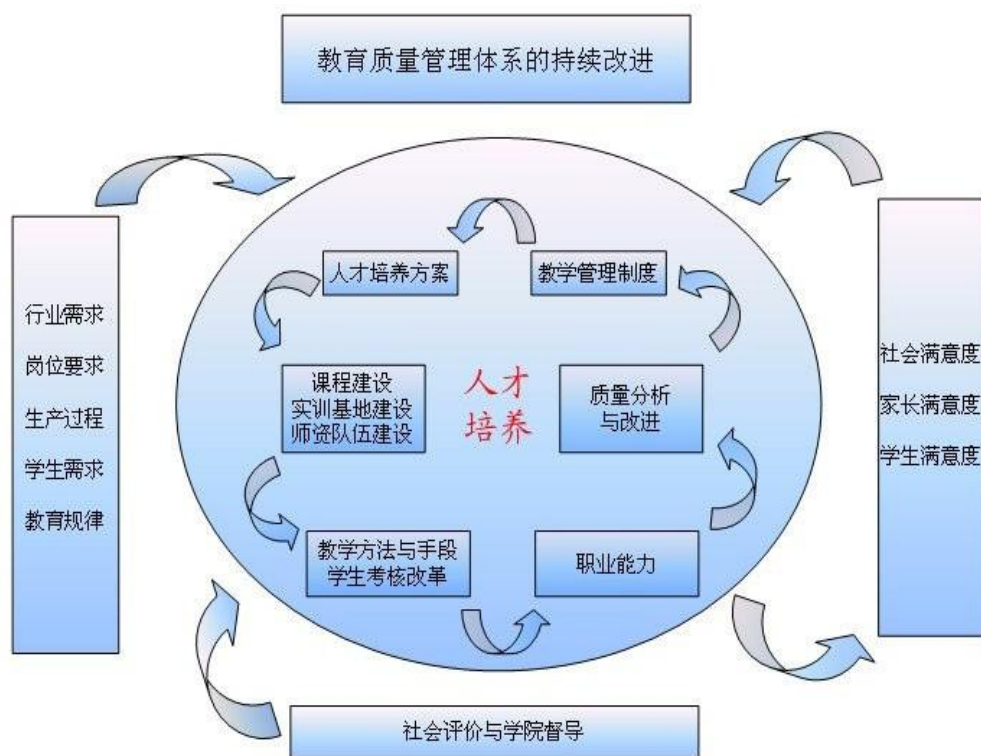 教育质量管理体系的持续改进
行业需求
岗位要求
生产过程
学生需求
教育规律
人才培养方案
教学管理制度
课程建设
实训基地建设
师资队伍建设
人才
培养
质量分析
与改进
教学方法与手段
学生考核改革
职业能力
社会满意度
家长满意度
学生满意度
社会评价与学院督导